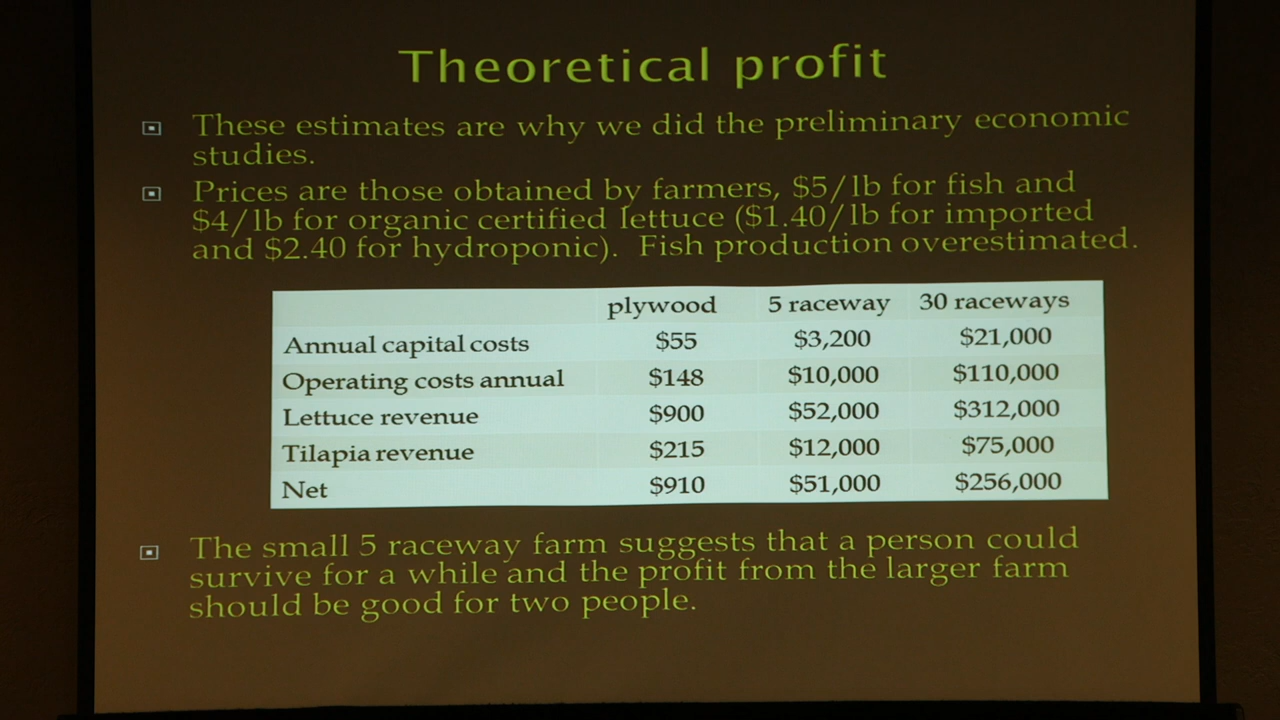 Theoretical profit
These estimates are why we did the preliminary economic
studies.
Prices are those obtained by farmers, $5/lb for fish and
$4/lb for organic certified lettuce ($1.40/lb for imported
and $2.40 for hydroponic). Fish production overestimated.
plywood 5 raceway 30 raceways
Annual capital costs $55 $3,200 $21,000
Operating costs annual $148 $10,000 $110,000
Lettuce revenue $900 $52,000 $312,000
Tilapia revenue $215 $12,000 $75,000
Net $910 $51,000 $256,000
The small 5 raceway farm suggests that a person could
survive for a while and the profit from the larger farm
should be good for two people.